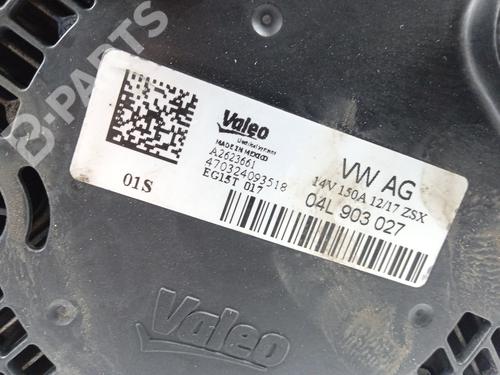 B-PARTS
Valeo
MADE IN MEXICO
A2623661
470324093518
EG15T 017
01S
VW AG
14V 150A 12/17 ZSX
04L 903 027
Valeo